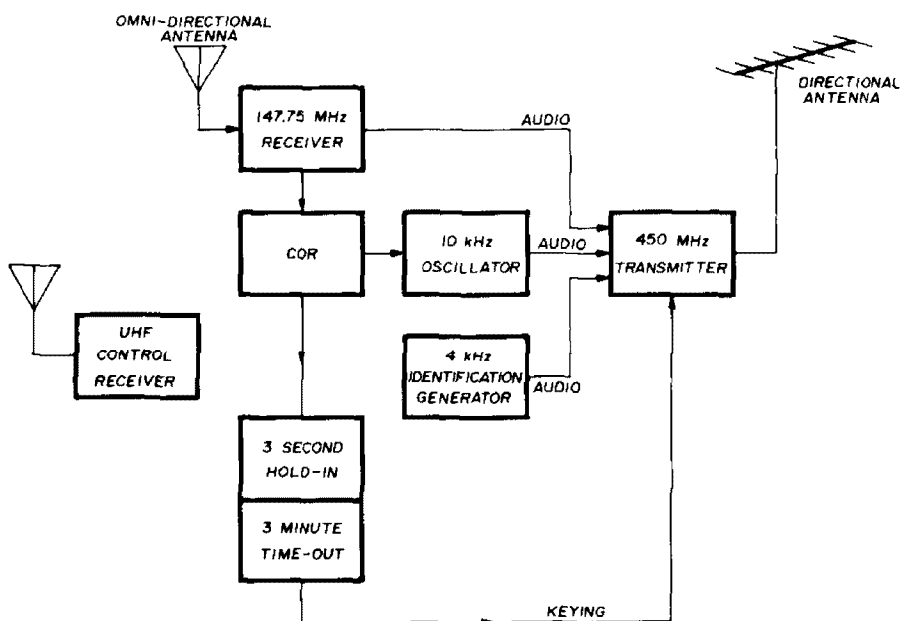 OMNI-DIRECTIONAL
ANTENNA
DIRECTIONAL
ANTENNA
147.75 MHz
RECEIVER
AUDIO
COR
10 kHz
OSCILLATOR
AUDIO
450 MHz
TRANSMITTER
UHF
CONTROL
RECEIVER
4 kHz
IDENTIFICATION
GENERATOR
AUDIO
3 SECOND
HOLD-IN
3 MINUTE
TIME-OUT
KEYING